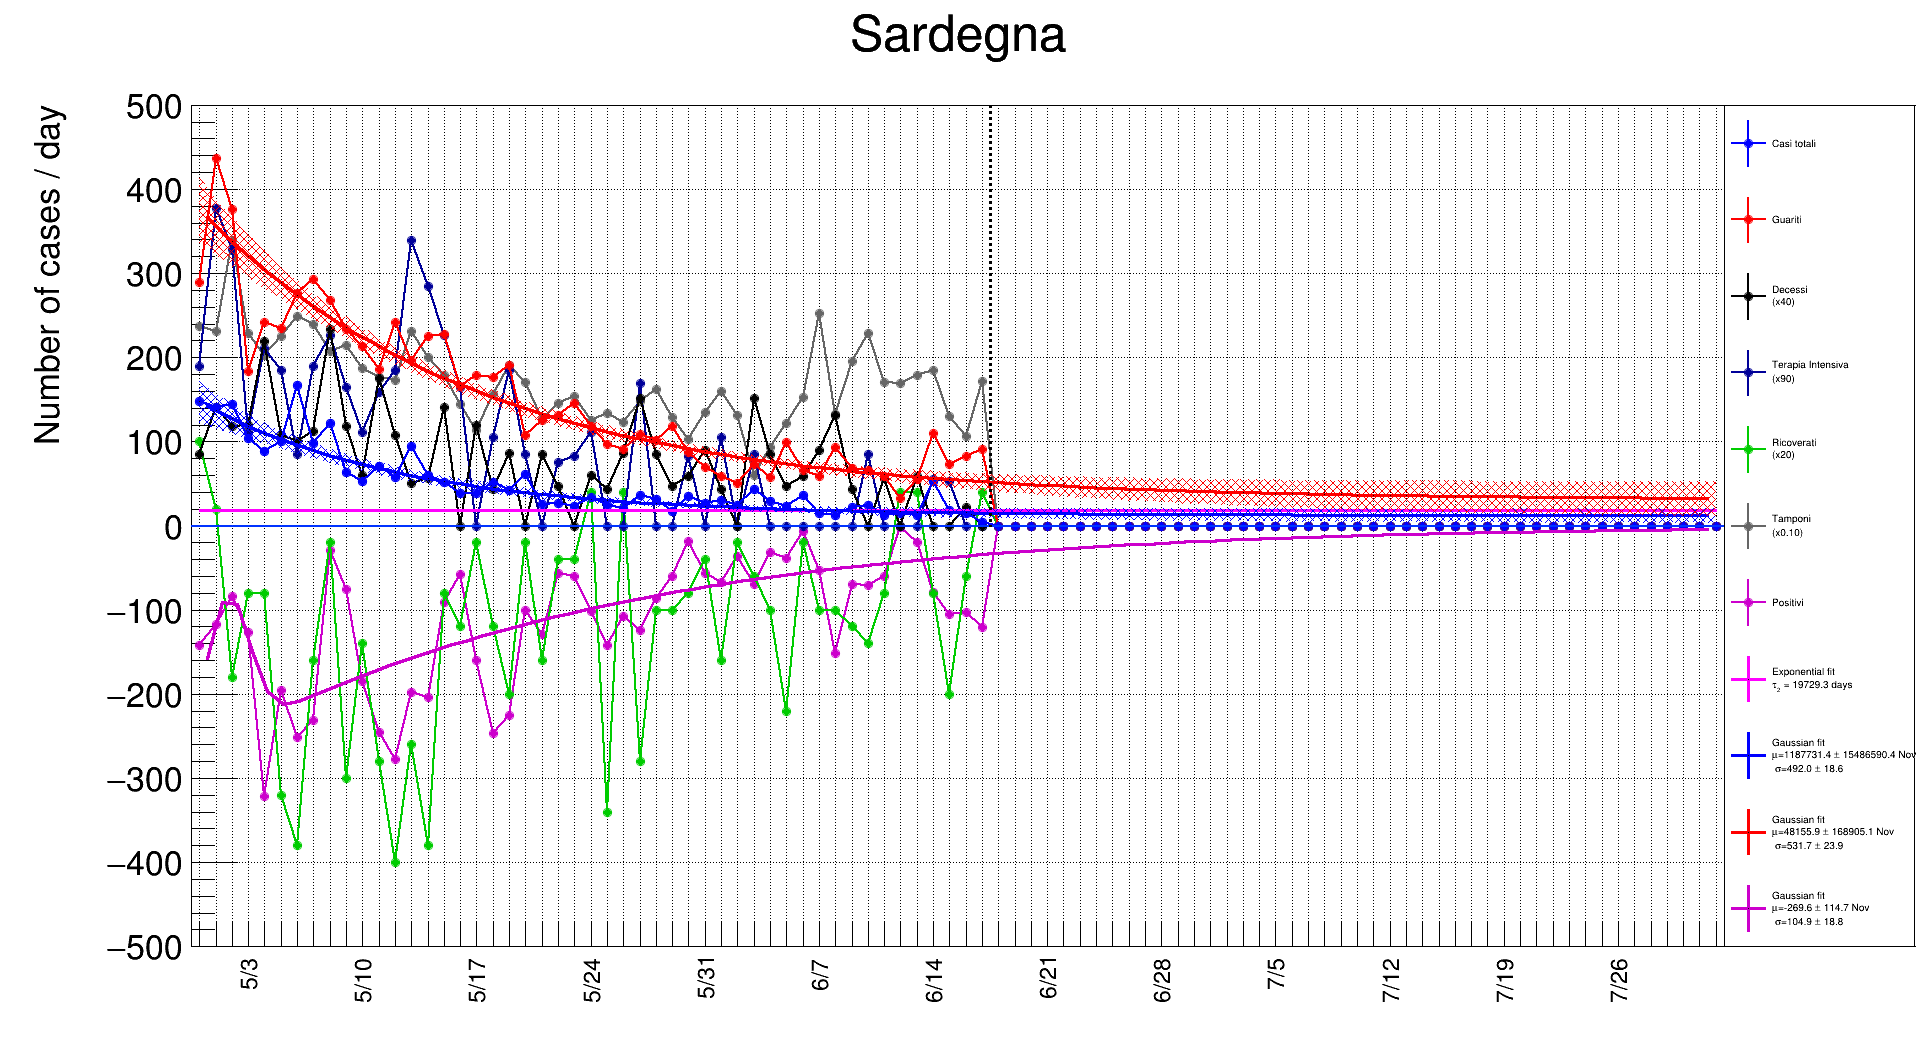 Sardegna
Number of cases / day
500
400
300
200
100
0
−100
−200
−300
−400
−500
5/3
5/10
5/17
5/24
5/31
6/7
6/14
6/21
6/28
7/5
7/12
7/19
7/26
Casi totali
Guariti
Decessi
(x40)
Terapia Intensiva
(x90)
Ricoverati
(x20)
Tamponi
(x0.10)
Positivi
Exponential fit
τ₂ = 19729.3 days
Gaussian fit
μ=1187731.4 ± 15486590.4 Nov
σ=492.0 ± 18.6
Gaussian fit
μ=48155.9 ± 168905.1 Nov
σ=531.7 ± 23.9
Gaussian fit
μ=-269.6 ± 114.7 Nov
σ=104.9 ± 18.8